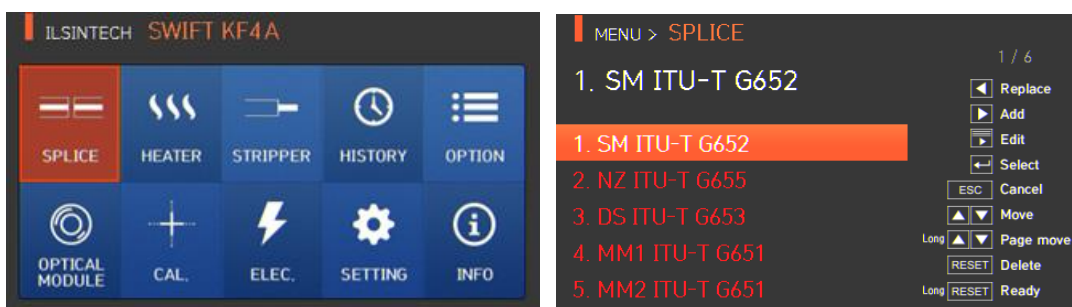 ILSINTECH SWIFT KF4A
SPLICE
HEATER
STRIPPER
HISTORY
OPTION
OPTICAL
MODULE
CAL.
ELEC.
SETTING
INFO
MENU > SPLICE
1 / 6
1. SM ITU-T G652
1. SM ITU-T G652
2. NZ ITU-T G655
3. DS ITU-T G653
4. MM1 ITU-T G651
5. MM2 ITU-T G651
Replace
Add
Edit
Select
ESC Cancel
Move
Long Page move
RESET Delete
Long RESET Ready